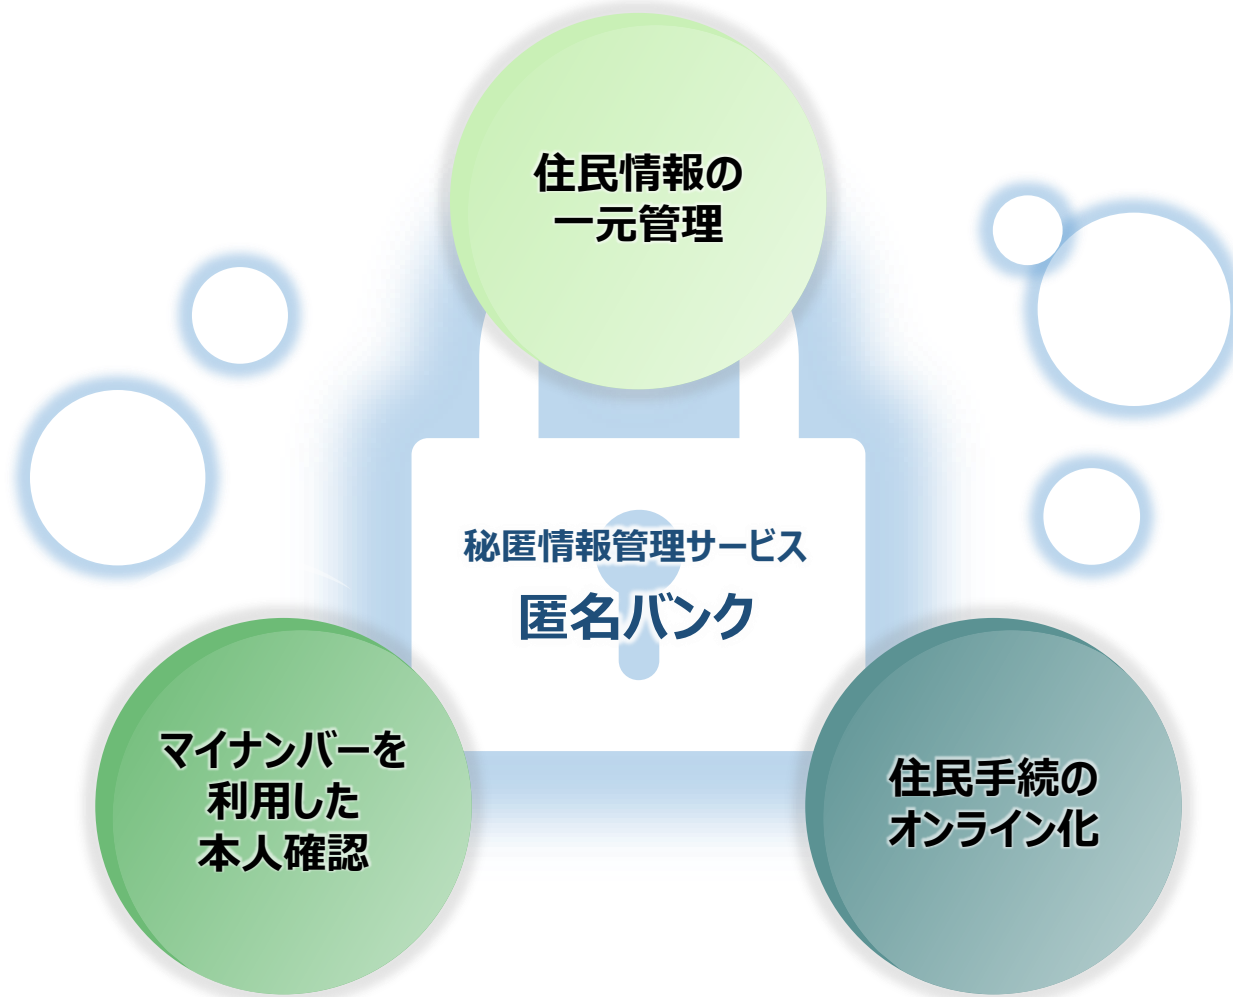 住民情報の
一元管理
秘匿情報管理サービス
匿名バンク
マイナンバーを
利用した
本人確認
住民手続の
オンライン化